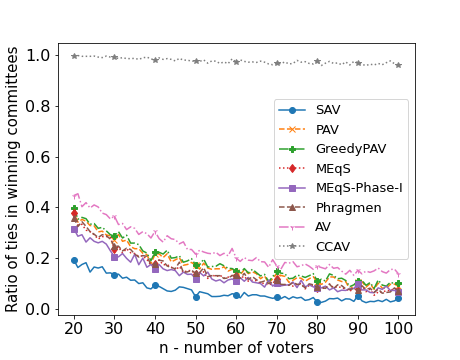 1.0
0.8
0.6
0.4
0.2
0.0
Ratio of ties in winning committees
SAV
PAV
GreedyPAV
MEqS
MEqS-Phase-I
Phragmen
AV
CCAV
20 30 40 50 60 70 80 90 100
n - number of voters